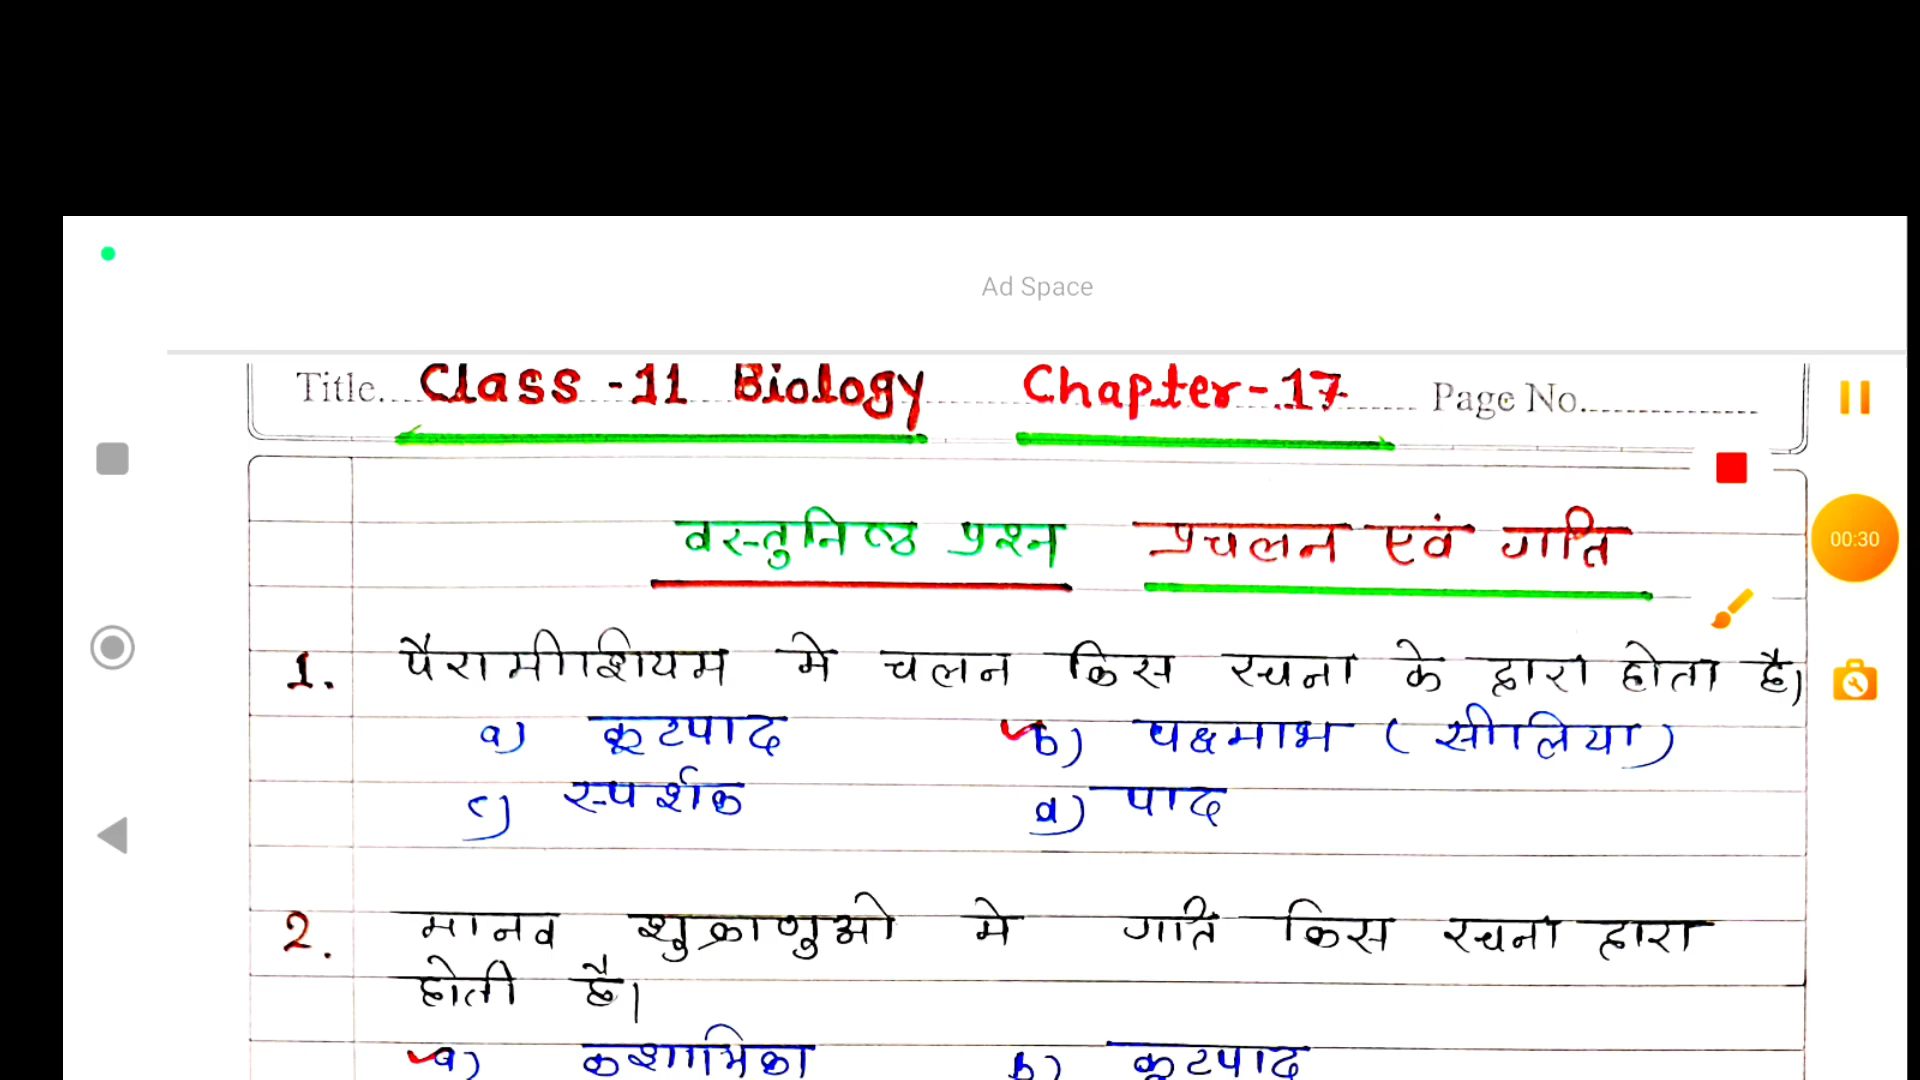 Ad Space
Title... Class -11 Biology Chapter-17 Page No.
वस्तुनिष्ठ प्रश्न प्रचलन एवं गति
00:30
1. पैरामीशियम मे चलन किस रचना के द्वारा होता है।
a) कूटपाद b) पक्ष्माभ ( सीलिया )
c) स्पर्शक d) पाद
2. मानव शुक्राणुओ मे गति किस रचना द्वारा
होती है।
a) कशाभिका b) कूटपाद